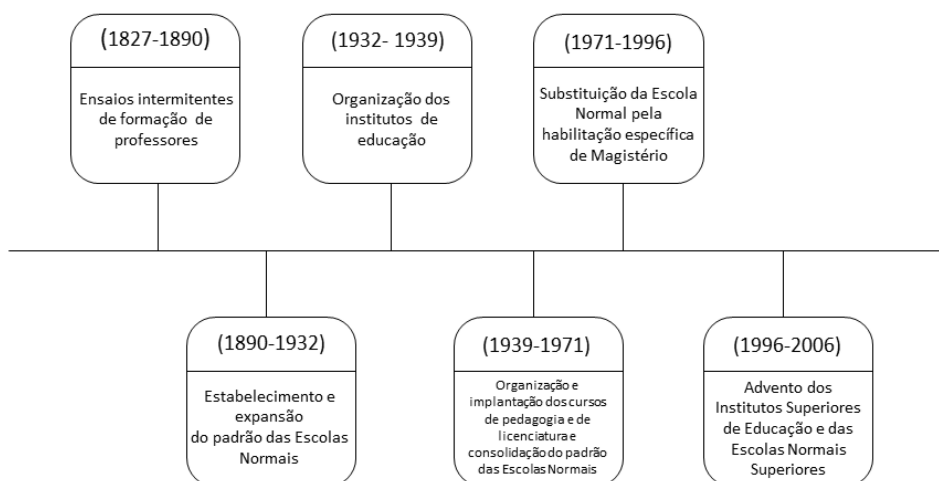 (1827-1890)
Ensaios intermitentes
de formação de
professores
(1932- 1939)
Organização dos
institutos de
educação
(1971-1996)
Substituição da Escola
Normal pela
habilitação específica
de Magistério
(1890-1932)
Estabelecimento e
expansão
do padrão das Escolas
Normais
(1939-1971)
Organização e
implantação dos cursos
de pedagogia e de
licenciatura e
consolidação do padrão
das Escolas Normais
(1996-2006)
Advento dos
Institutos Superiores
de Educação e das
Escolas Normais
Superiores